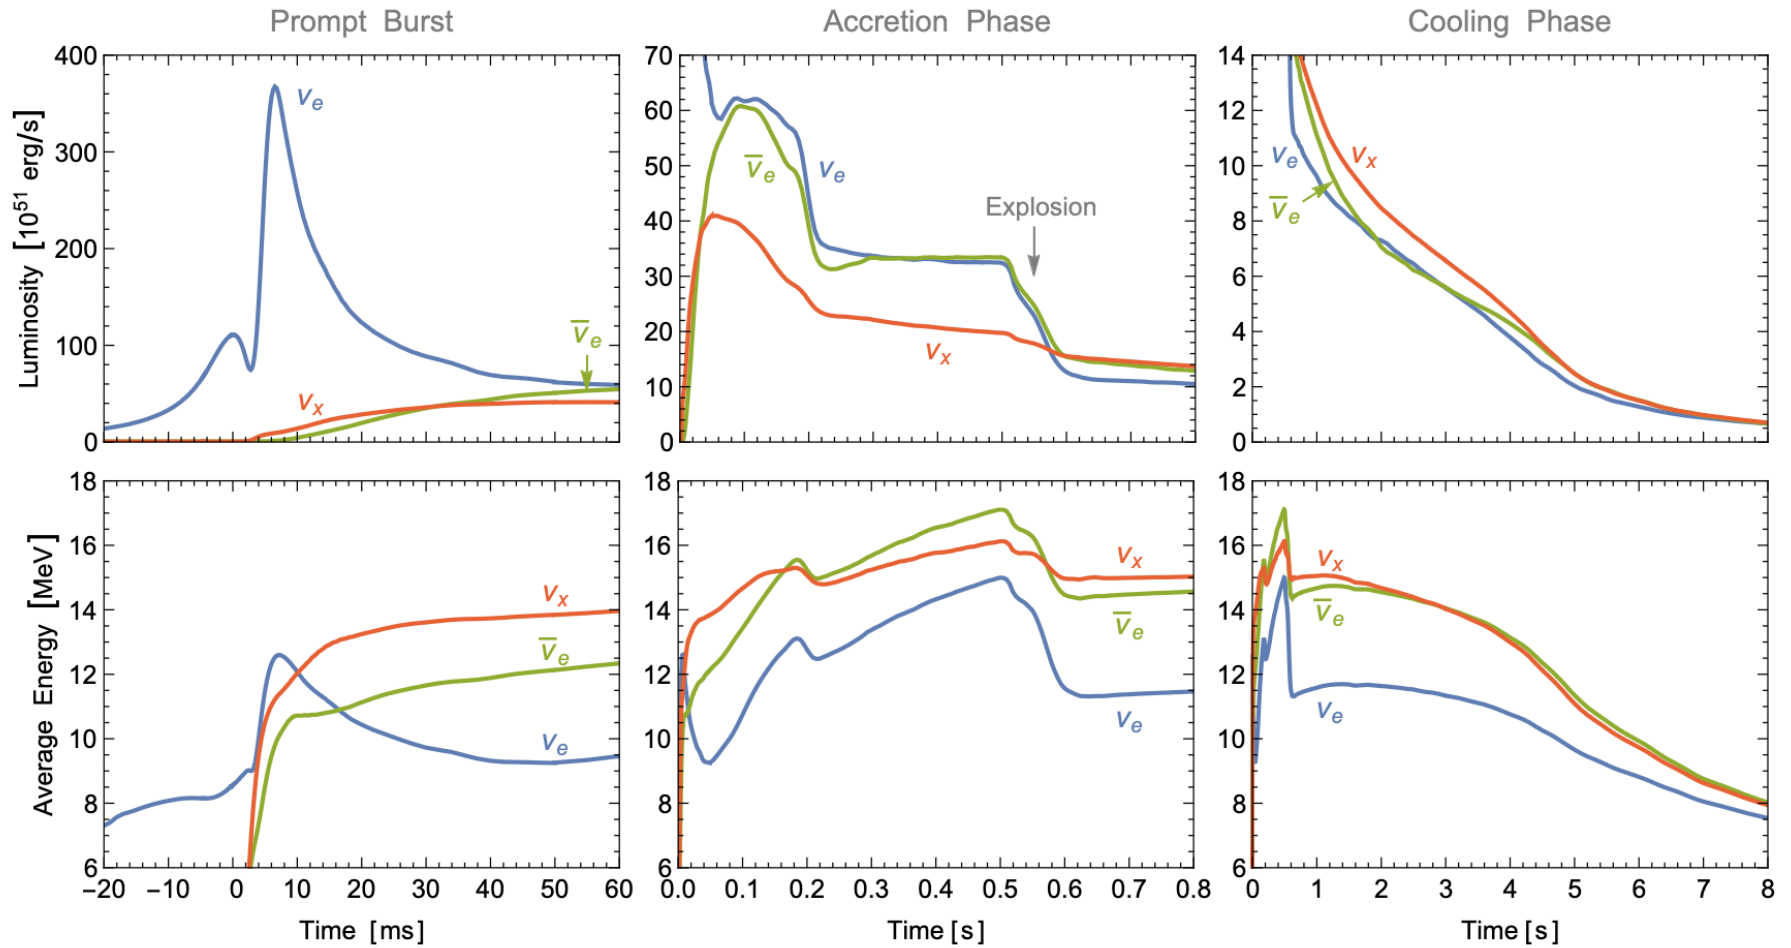 Prompt Burst
Accretion Phase
Cooling Phase
Luminosity [10^51 erg/s]
400
300
200
100
0
ν_e
ν̅_e
ν_x
70
60
50
40
30
20
10
0
ν̅_e
ν_e
Explosion
ν_x
14
12
10
8
6
4
2
0
ν_e
ν_x
ν̅_e
Average Energy [MeV]
18
16
14
12
10
8
6
ν_x
ν̅_e
ν_e
−20 −10 0 10 20 30 40 50 60
Time [ms]
18
16
14
12
10
8
6
ν_x
ν̅_e
ν_e
0.0 0.1 0.2 0.3 0.4 0.5 0.6 0.7 0.8
Time [s]
18
16
14
12
10
8
6
ν_x
ν̅_e
ν_e
0 1 2 3 4 5 6 7 8
Time [s]